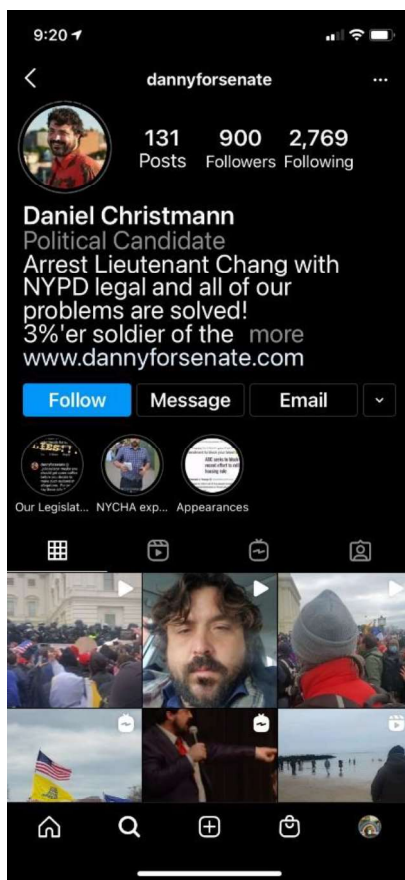 9:20
dannyforsenate
131 900 2,769
Posts Followers Following
Daniel Christmann
Political Candidate
Arrest Lieutenant Chang with
NYPD legal and all of our
problems are solved!
3%'er soldier of the more
www.dannyforsenate.com
Follow Message Email
LIES!!
Our Legislat... NYCHA exp... Appearances